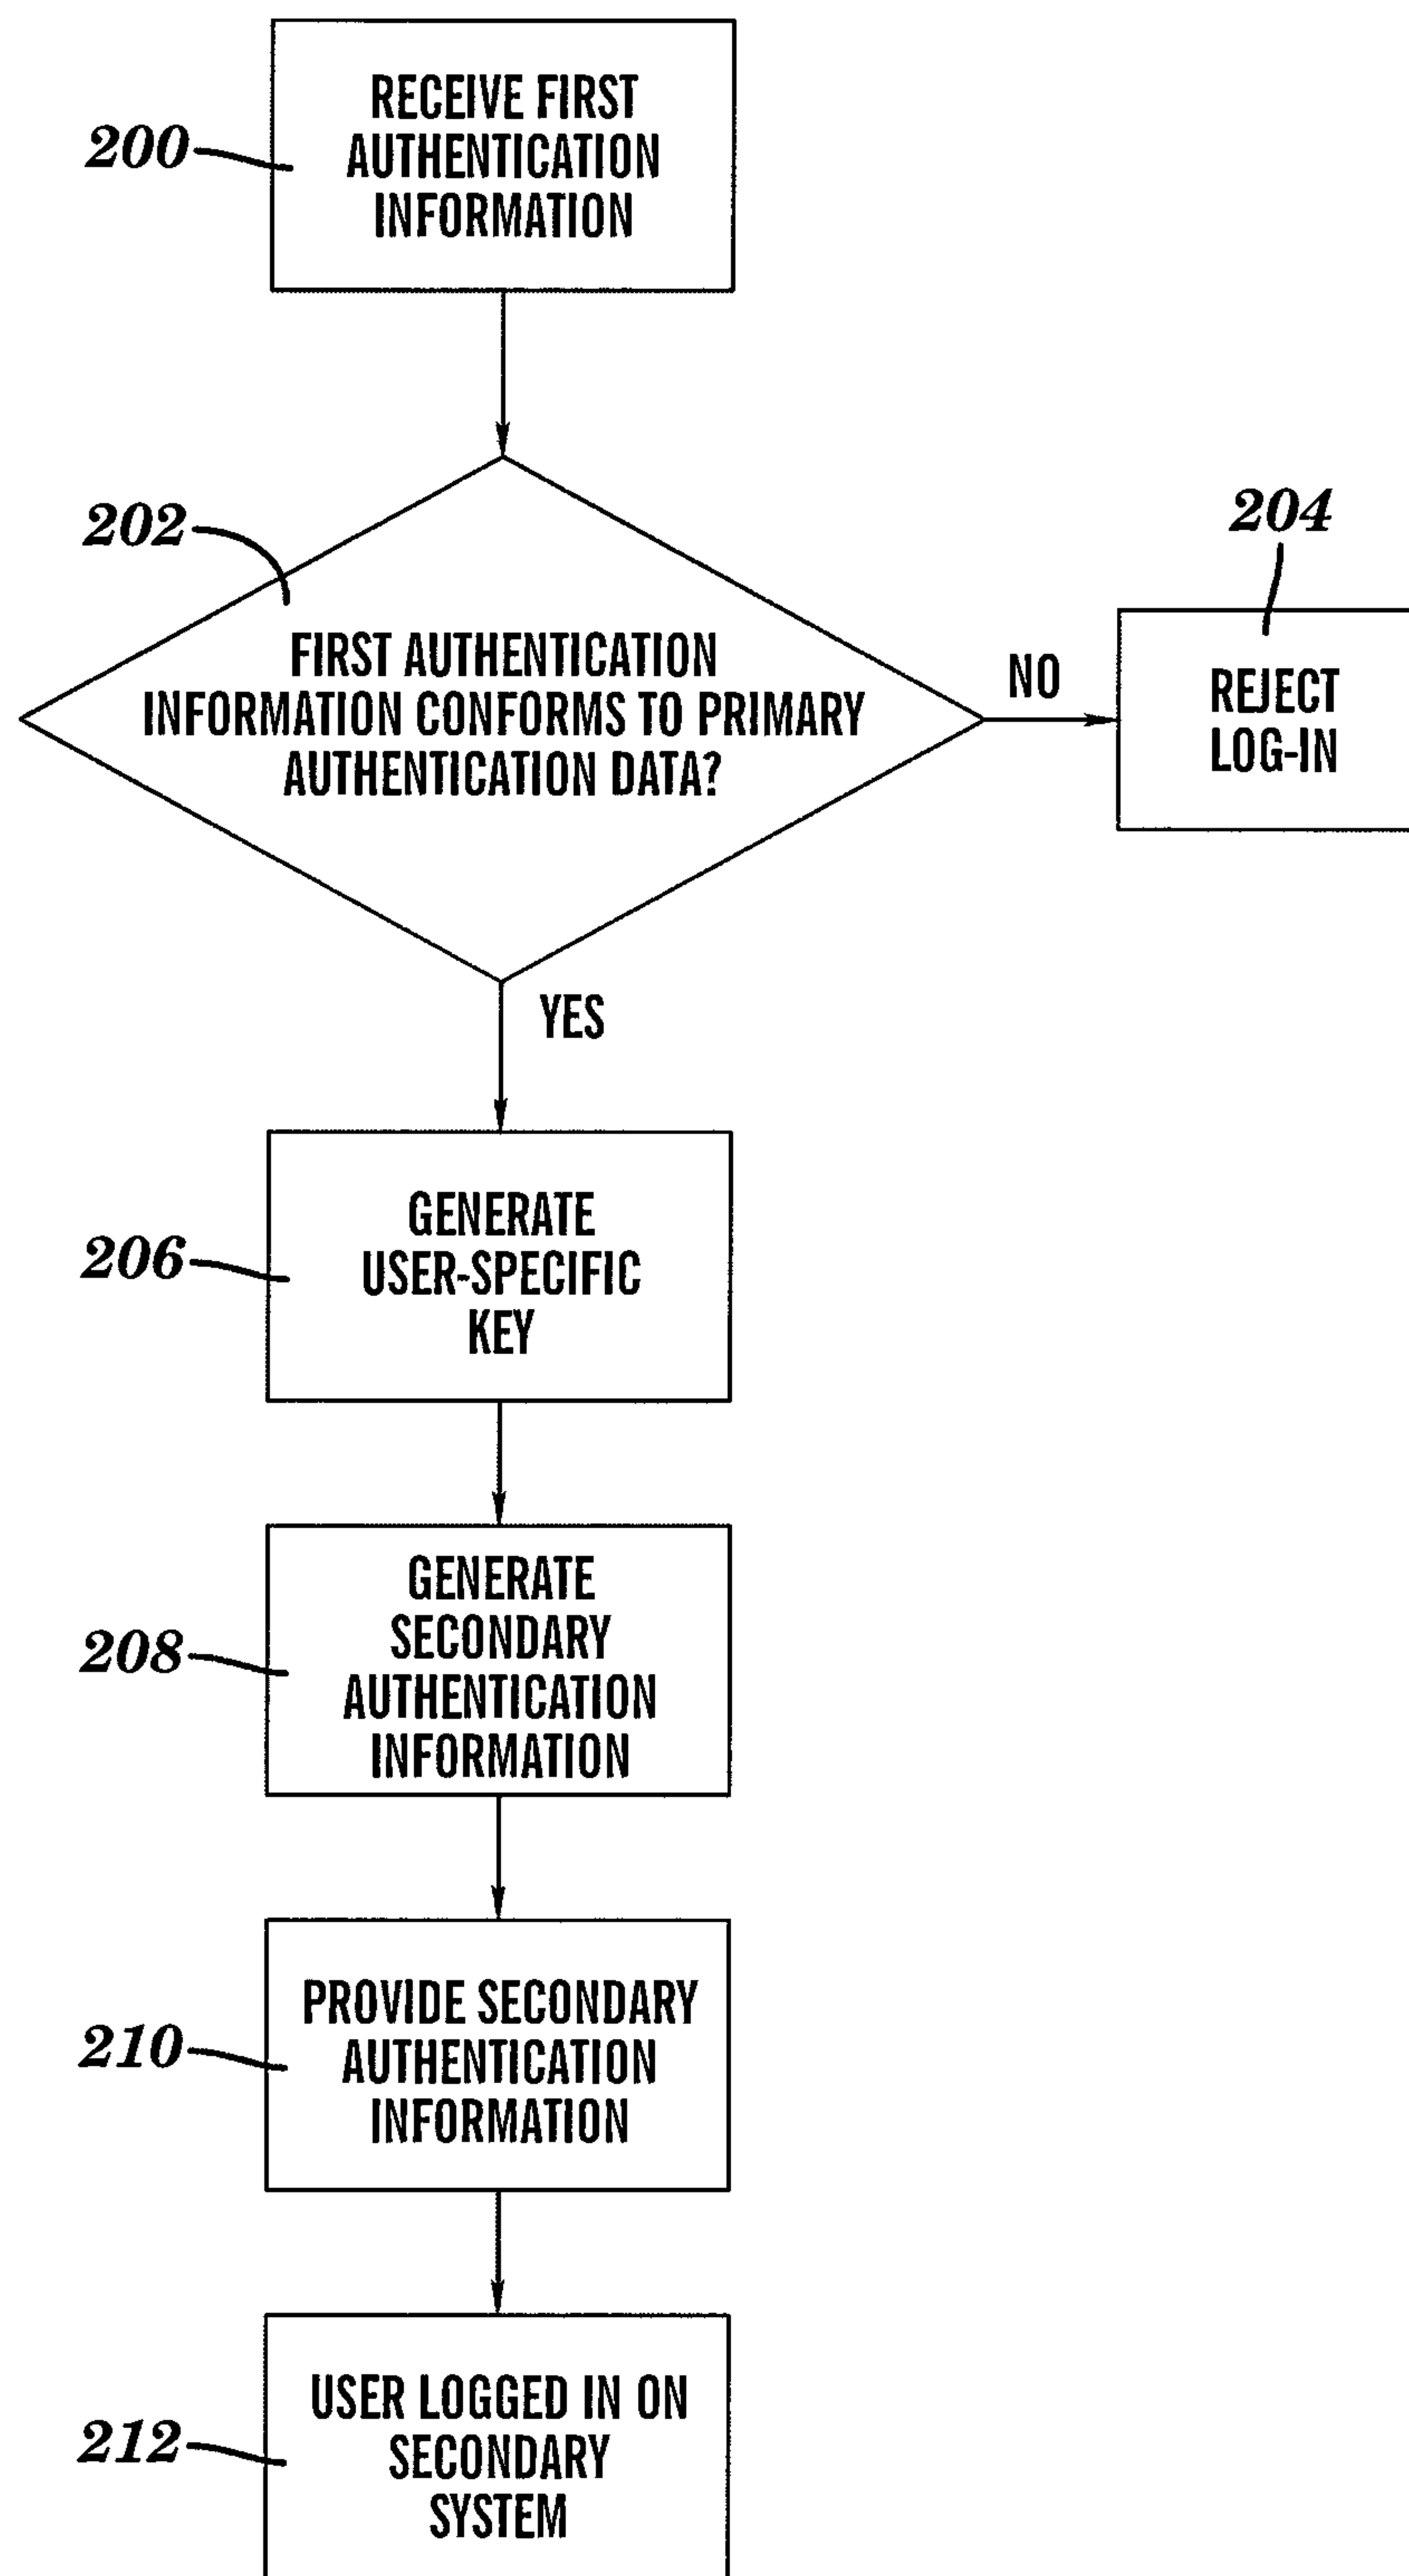 200
RECEIVE FIRST
AUTHENTICATION
INFORMATION
202
FIRST AUTHENTICATION
INFORMATION CONFORMS TO PRIMARY
AUTHENTICATION DATA?
NO
204
REJECT
LOG-IN
YES
206
GENERATE
USER-SPECIFIC
KEY
208
GENERATE
SECONDARY
AUTHENTICATION
INFORMATION
210
PROVIDE SECONDARY
AUTHENTICATION
INFORMATION
212
USER LOGGED IN ON
SECONDARY
SYSTEM